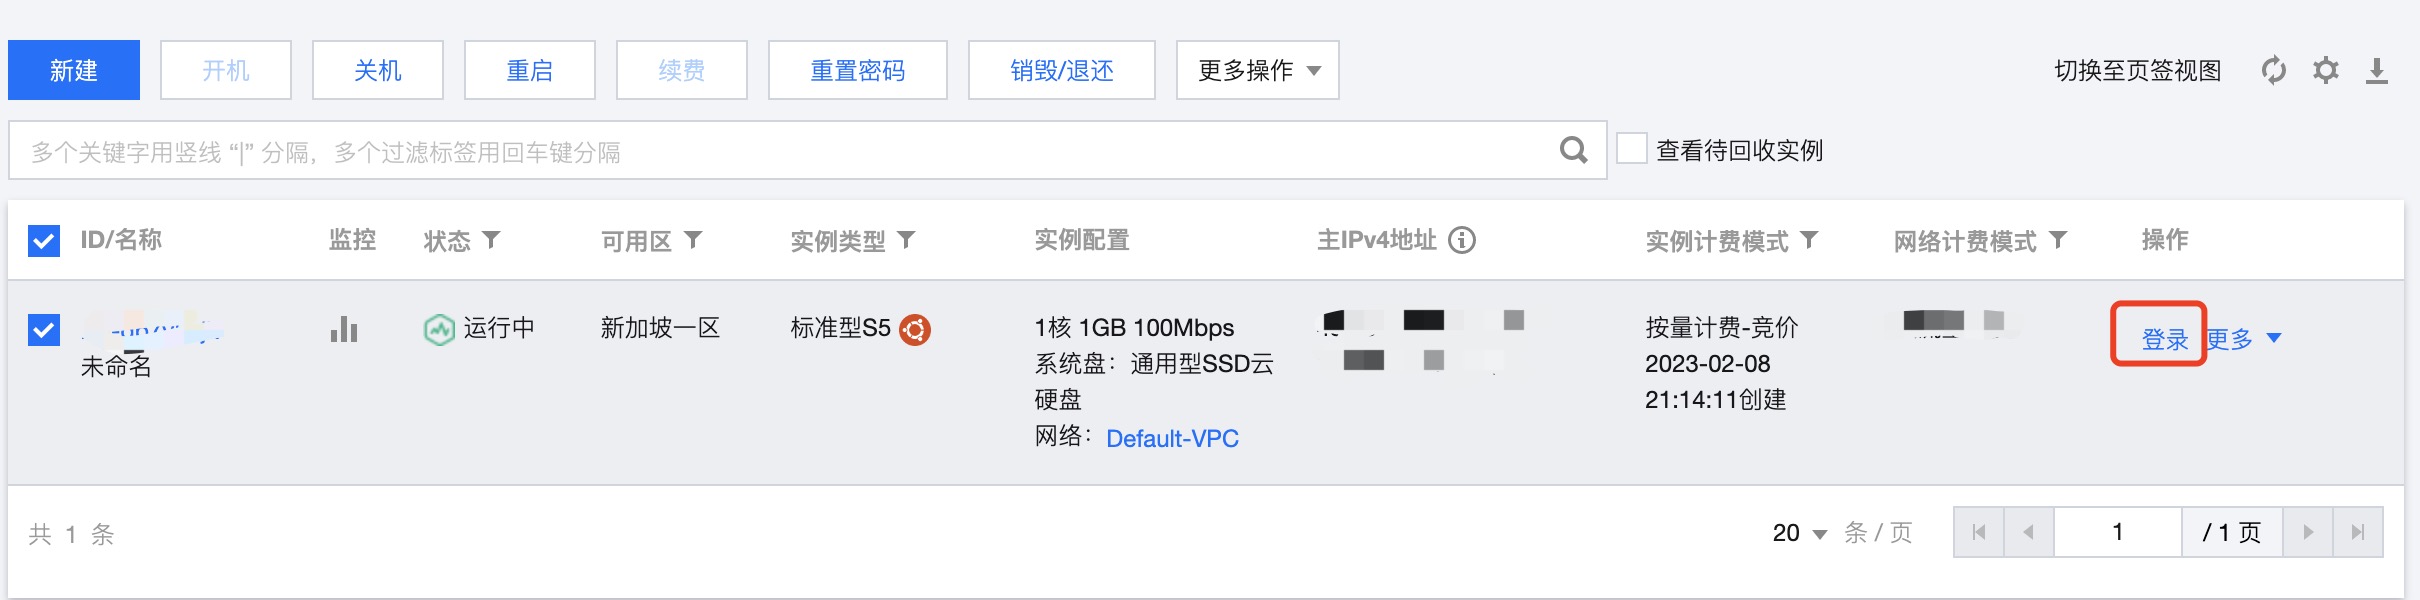 新建 开机 关机 重启 续费 重置密码 销毁/退还 更多操作 切换至页签视图
多个关键字用竖线 “|” 分�，多个过滤标签用回车键分隔 查看待回收实例
ID/名称 监控 状态 可用区 实例类型 实例配置 主IPv4地址 实例计费模式 网络计费模式 操作
运行中 新加坡一区 标准型S5 1核 1GB 100Mbps 按量计费-竞价 登录 更多
未命名 系统盘：通用型SSD云 2023-02-08
硬盘 21:14:11创建
网络：Default-VPC
共 1 条 20 条 / 页 1 / 1 页